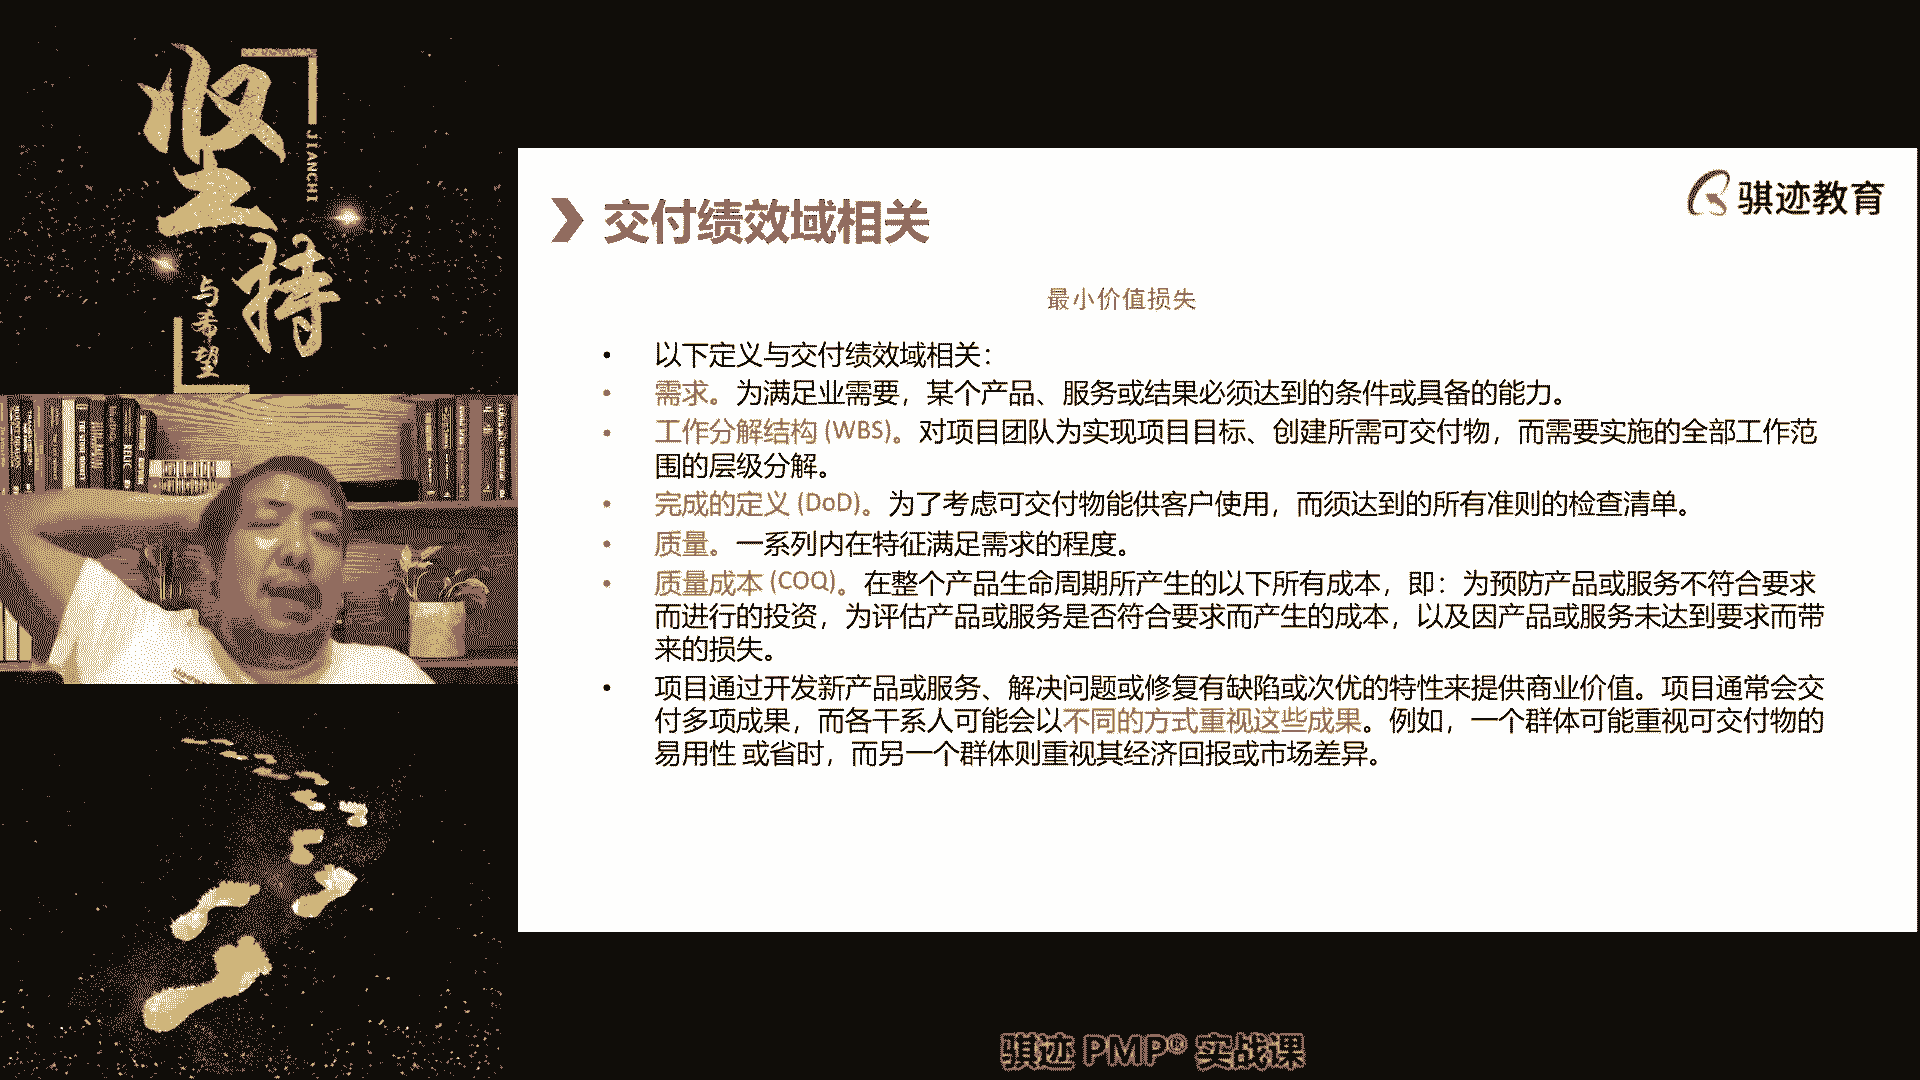 坚持
JIANCHI
与希望
骐迹教育
交付绩效域相关
最小价值损失
• 以下定义与交付绩效域相关：
• 需求。为满足业需要，某个产品、服务或结果必须达到的条件或具备的能力。
• 工作分解结构 (WBS)。对项目团队为实现项目目标、创建所需可交付物，而需要实施的全部工作范
围的层级分解。
• 完成的定义 (DoD)。为了考虑可交付物能供客户使用，而须达到的所有准则的检查清单。
• 质量。一系列内在特征满足需求的程度。
• 质量成本 (COQ)。在整个产品生命周期所产生的以下所有成本，即：为预防产品或服务不符合要求
而进行的投资，为评估产品或服务是否符合要求而产生的成本，以及因产品或服务未达到要求而带
来的损失。
• 项目通过开发新产品或服务、解决问题或修复有缺陷或次优的特性来提供商业价值。项目通常会交
付多项成果，而各干系人可能会以不同的方式重视这些成果。例如，一个群体可能重视可交付物的
易用性 或省时，而另一个群体则重视其经济回报或市场差异。
骐迹 PMP® 实战课